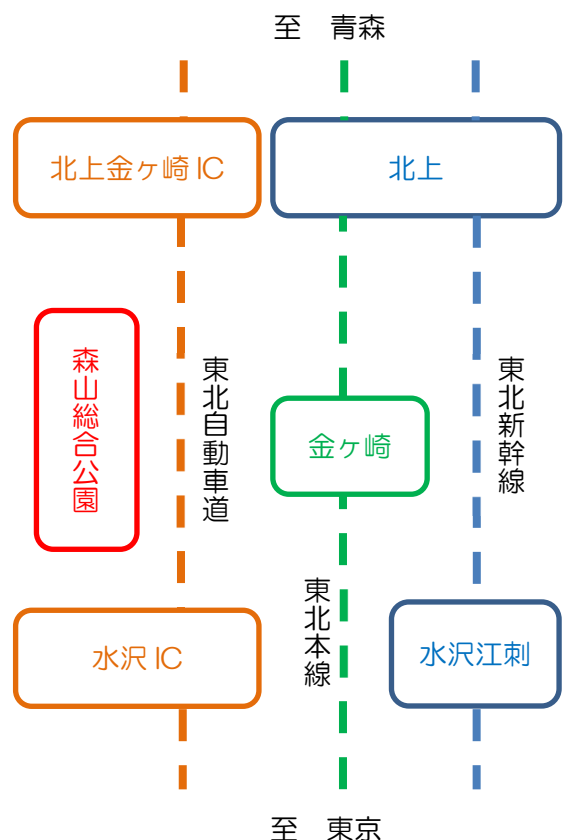 至　青森
北上金ヶ崎 IC
北上
森山総合公園
東北自動車道
東北新幹線
金ヶ崎
東北本線
水沢 IC
水沢江刺
至　東京